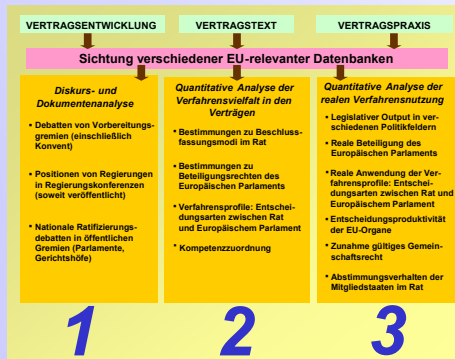 VERTRAGSENTWICKLUNG
VERTRAGSTEXT
VERTRAGSPRAXIS
Sichtung verschiedener EU-relevanter Datenbanken
Diskurs- und
Dokumentenanalyse
• Debatten von Vorbereitungs-
gremien (einschließlich
Konvent)
• Positionen von Regierungen
in Regierungskonferenzen
(soweit veröffentlicht)
• Nationale Ratifizierungs-
debatten in öffentlichen
Gremien (Parlamente,
Gerichtshöfe)
Quantitative Analyse der
Verfahrensvielfalt in den
Verträgen
• Bestimmungen zu Beschluss-
fassungsmodi im Rat
• Bestimmungen zu
Beteiligungsrechten des
Europäischen Parlaments
• Verfahrensprofile: Entschei-
dungsarten zwischen Rat
und Europäischem Parlament
• Kompetenzzuordnung
Quantitative Analyse der
realen Verfahrensnutzung
• Legislativer Output in ver-
schiedenen Politikfeldern
• Reale Beteiligung des
Europäischen Parlaments
• Reale Anwendung der Ver-
fahrensprofile: Entschei-
dungsarten zwischen Rat und
Europäischem Parlament
• Entscheidungsproduktivität
der EU-Organe
• Zunahme gültiges Gemein-
schaftsrecht
• Abstimmungsverhalten der
Mitgliedstaaten im Rat
1
2
3